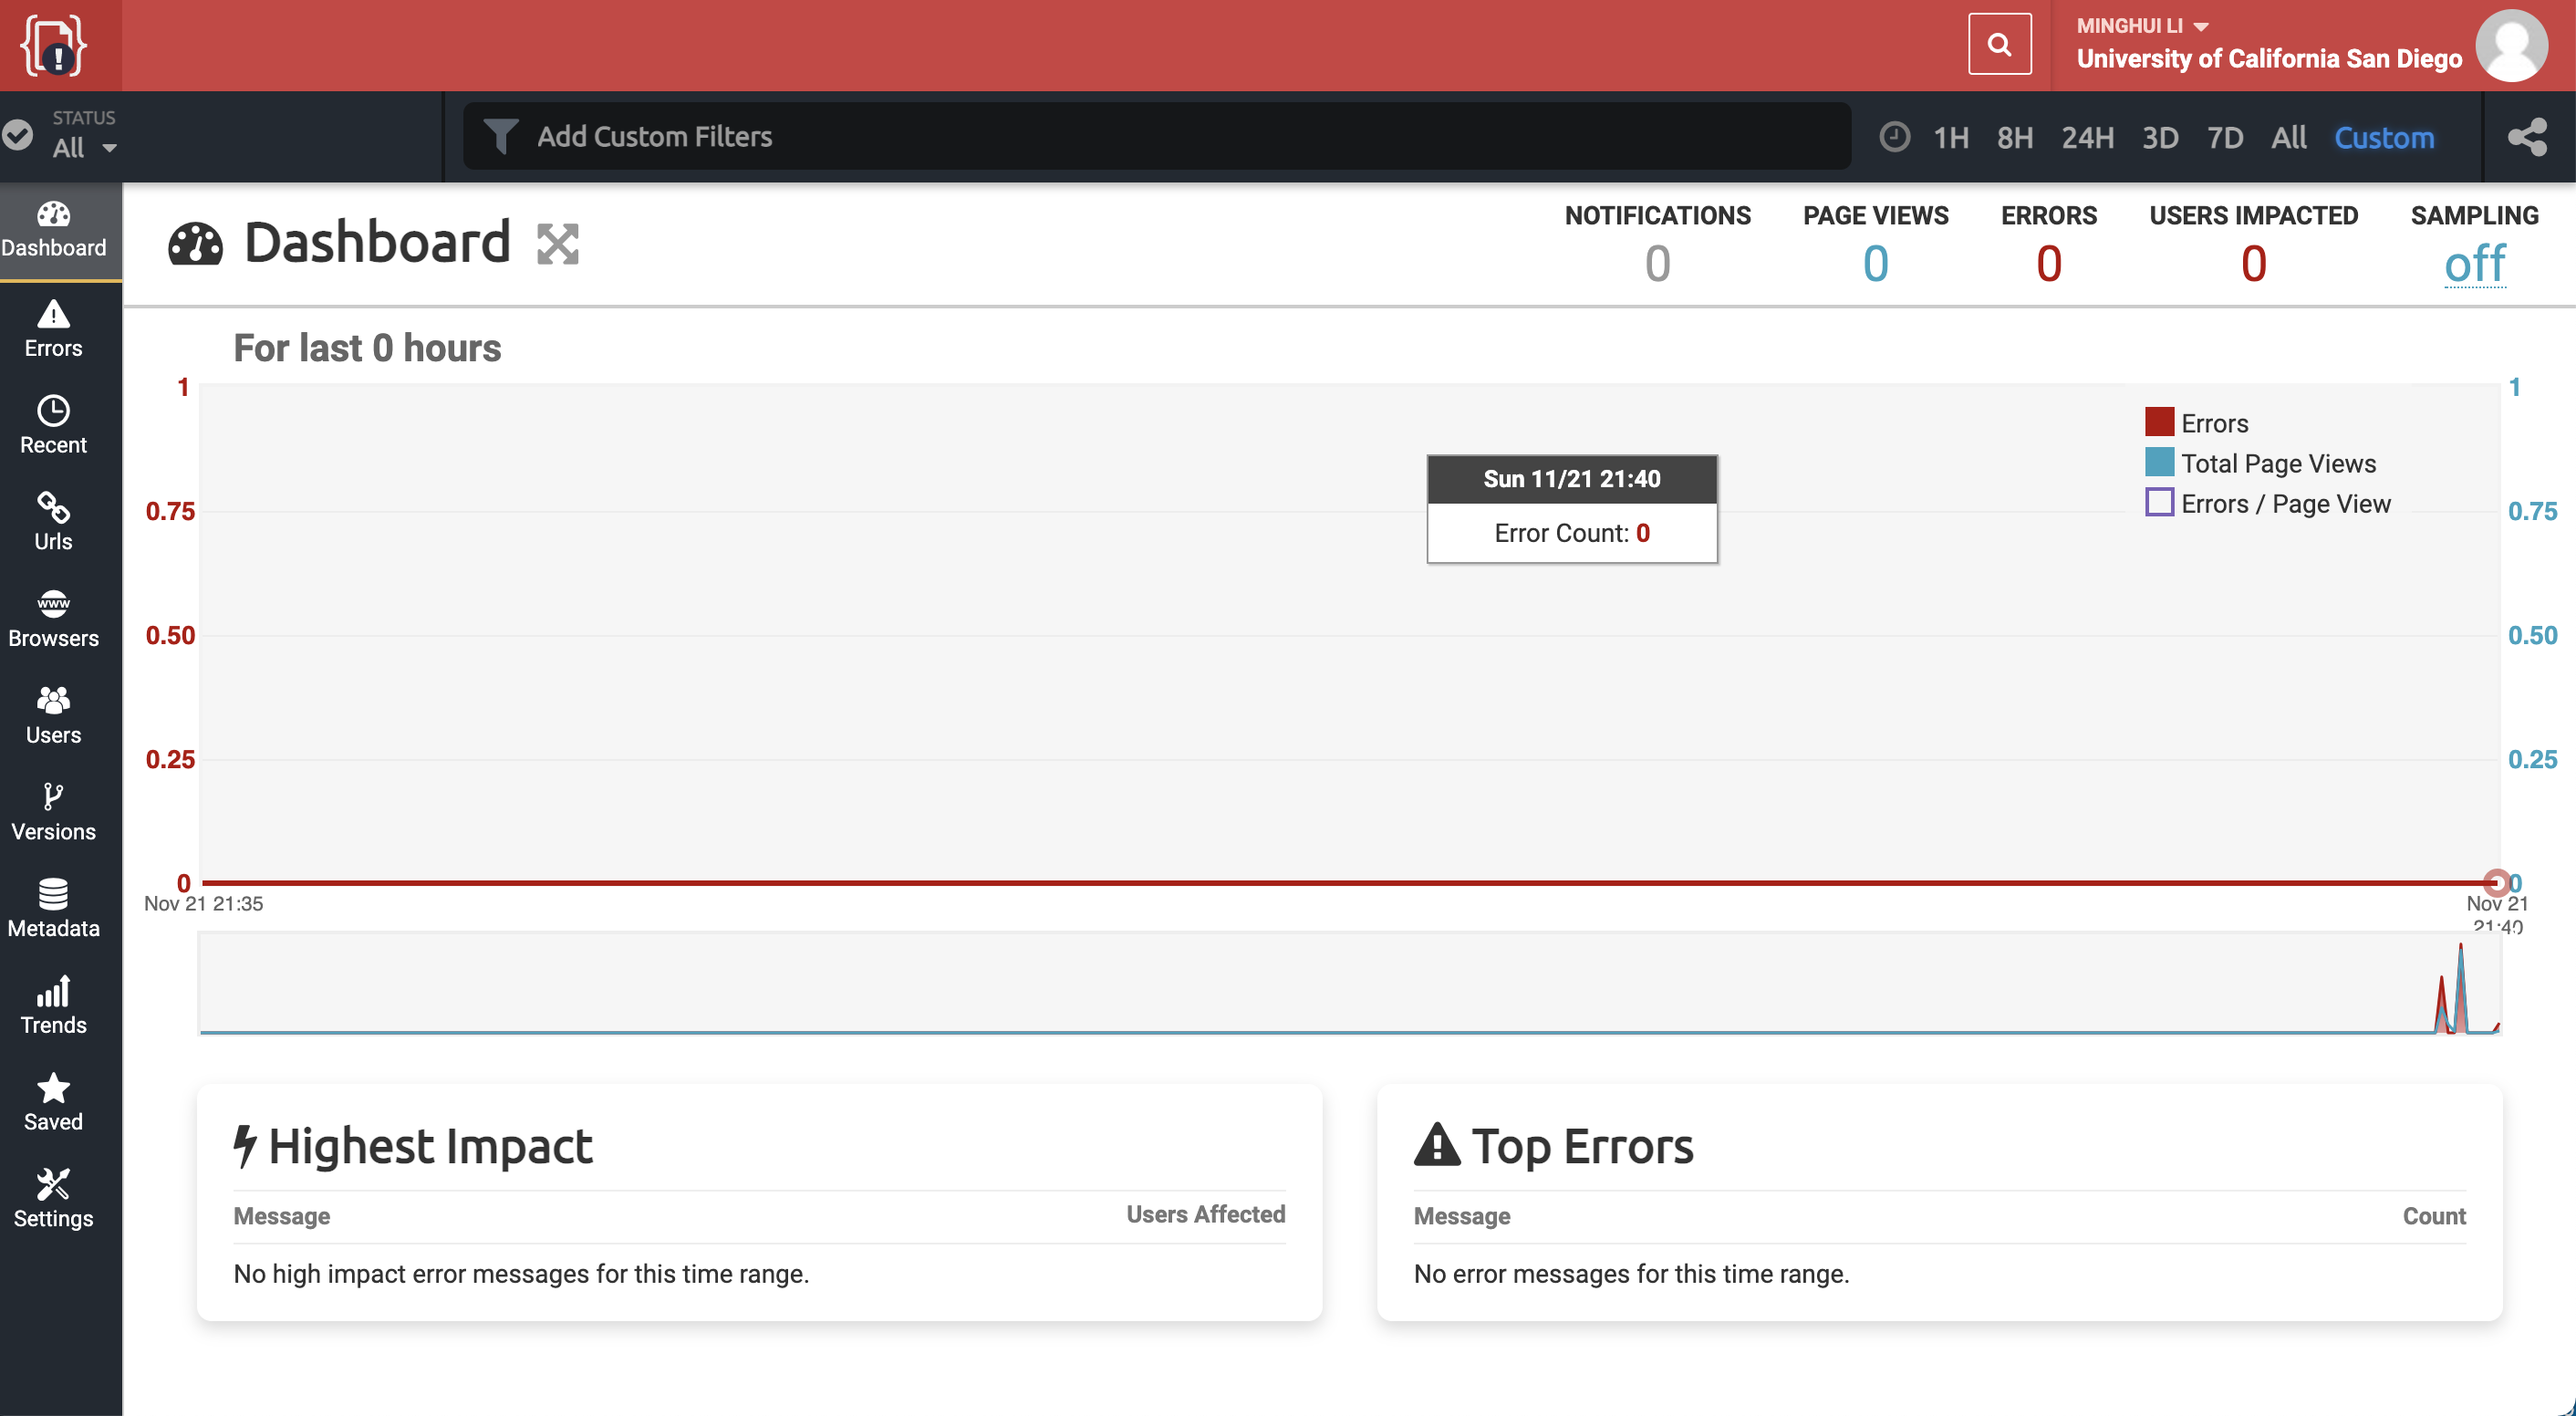 MINGHUI LI
University of California San Diego
STATUS
All
Add Custom Filters
1H 8H 24H 3D 7D All Custom
Dashboard
Errors
Recent
Urls
www
Browsers
Users
Versions
Metadata
Trends
Saved
Settings
Dashboard
NOTIFICATIONS
0
PAGE VIEWS
0
ERRORS
0
USERS IMPACTED
0
SAMPLING
off
For last 0 hours
1
0.75
0.50
0.25
0
1
0.75
0.50
0.25
0
Errors
Total Page Views
Errors / Page View
Sun 11/21 21:40
Error Count: 0
Nov 21 21:35
Nov 21
21:40
Highest Impact
Message Users Affected
No high impact error messages for this time range.
Top Errors
Message Count
No error messages for this time range.